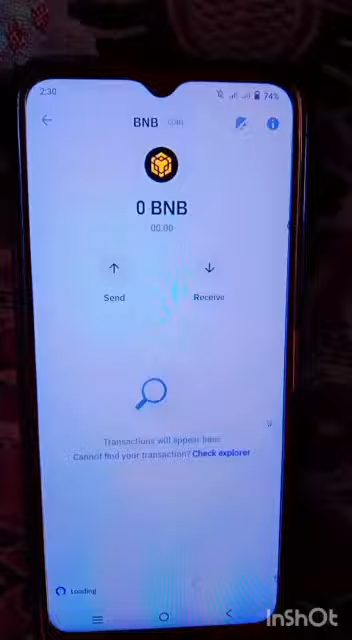 2:30 74%
BNB COIN
0 BNB
00.00
Send Receive
Transactions will appear here.
Cannot find your transaction? Check explorer
Loading
InShOt